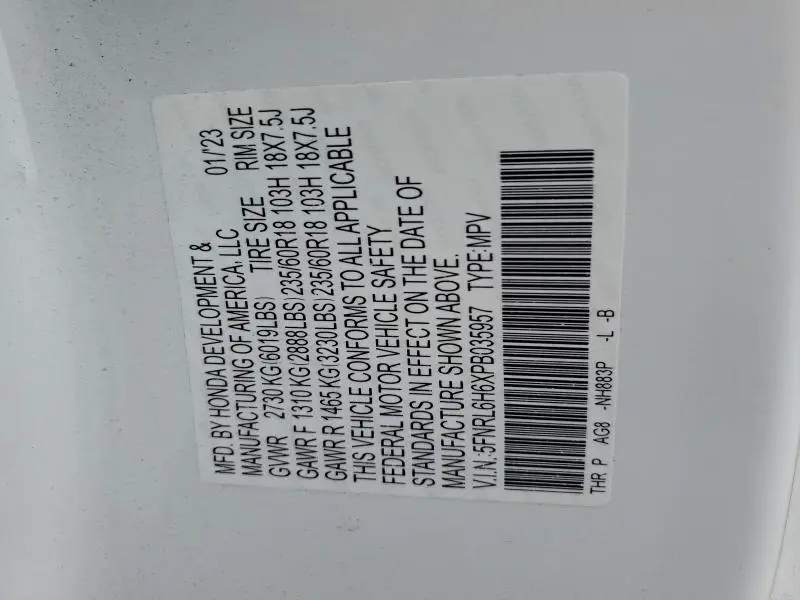 MFD. BY HONDA DEVELOPMENT & 01/'23
MANUFACTURING OF AMERICA, LLC
TIRE SIZE RIM SIZE
GVWR 2730 KG(6019LBS)
GAWR F 1310 KG(2888LBS)235/60R18 103H 18X7.5J
GAWR R 1465 KG(3230LBS)235/60R18 103H 18X7.5J
THIS VEHICLE CONFORMS TO ALL APPLICABLE
FEDERAL MOTOR VEHICLE SAFETY
STANDARDS IN EFFECT ON THE DATE OF
MANUFACTURE SHOWN ABOVE.
V.I.N.:5FNRL6H6XPB035957 TYPE:MPV
THR P AG8 -NH883P -L -B